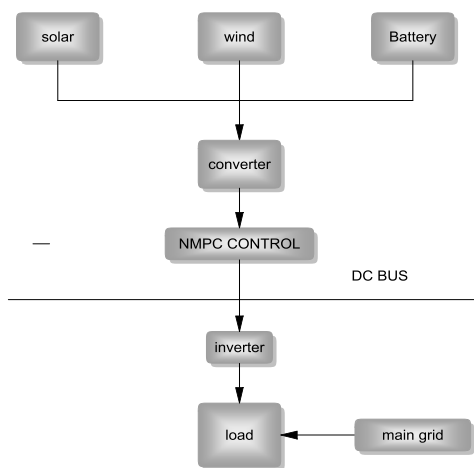 solar
wind
Battery
converter
NMPC CONTROL
DC BUS
inverter
load
main grid